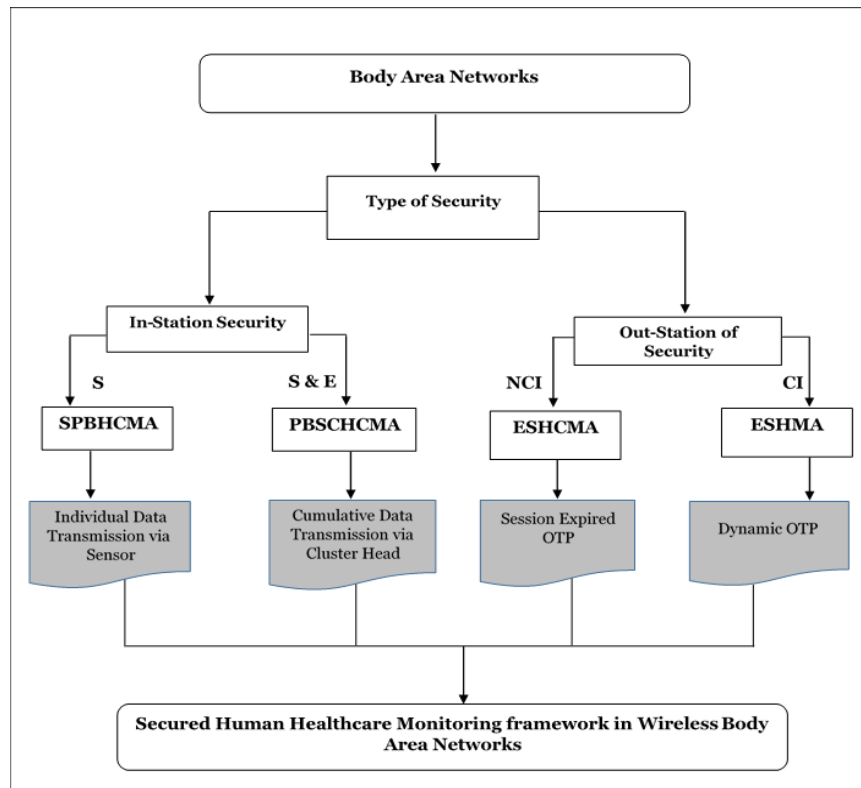 Body Area Networks
Type of Security
In-Station Security
Out-Station of
Security
S
S & E
NCI
CI
SPBHCMA
PBSCHCMA
ESHCMA
ESHMA
Individual Data
Transmission via
Sensor
Cumulative Data
Transmission via
Cluster Head
Session Expired
OTP
Dynamic OTP
Secured Human Healthcare Monitoring framework in Wireless Body
Area Networks